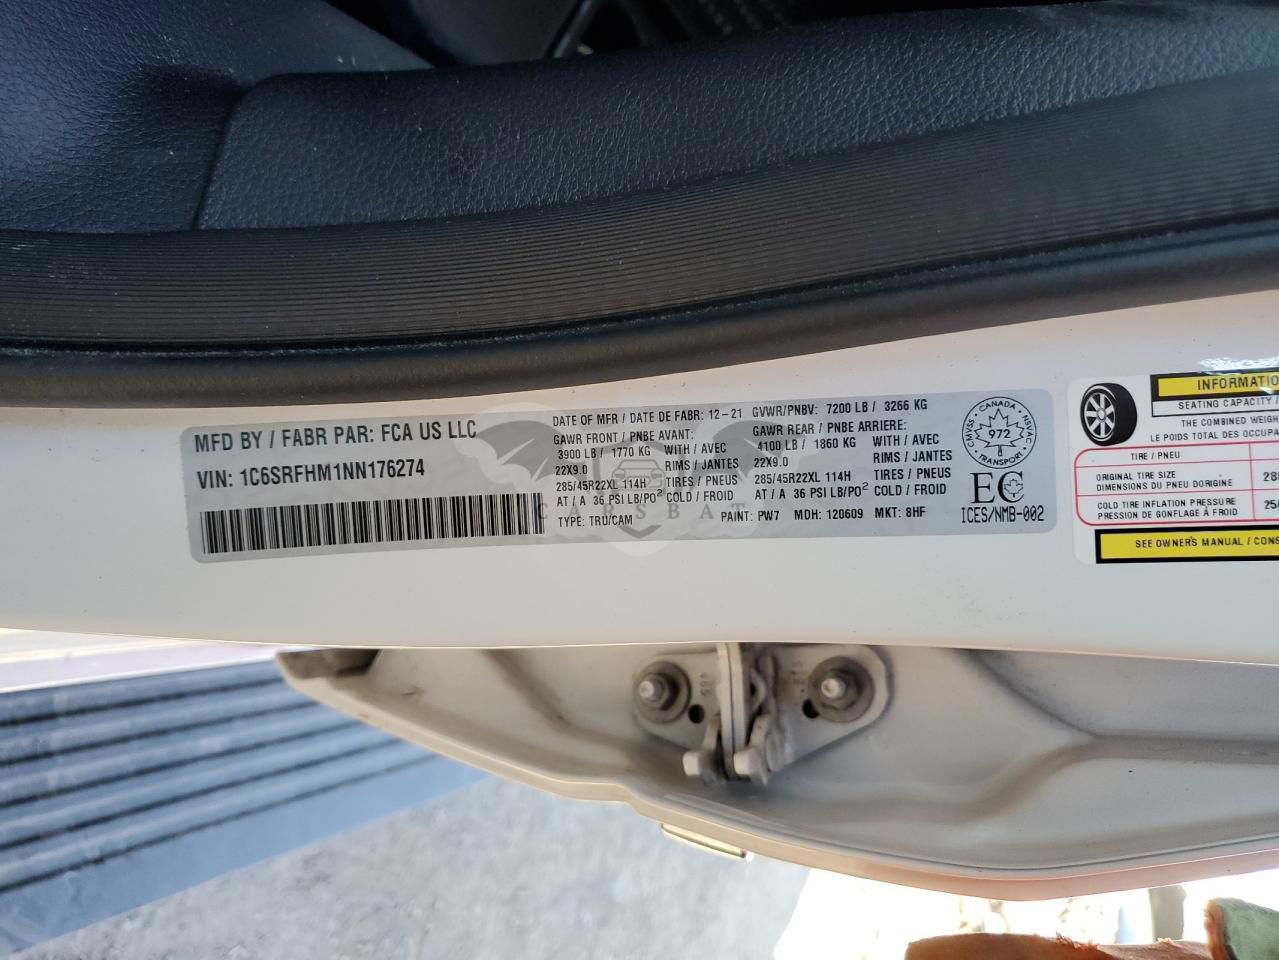 MFD BY / FABR PAR: FCA US LLC
VIN: 1C6SRFHM1NN176274
DATE OF MFR / DATE DE FABR: 12-21 GVWR/PNBV: 7200 LB / 3266 KG
GAWR FRONT / PNBE AVANT: GAWR REAR / PNBE ARRIERE:
3900 LB / 1770 KG WITH / AVEC 4100 LB / 1860 KG WITH / AVEC
22X9.0 RIMS / JANTES 22X9.0 RIMS / JANTES
285/45R22XL 114H TIRES / PNEUS 285/45R22XL 114H TIRES / PNEUS
AT / A 36 PSI LB/PO² COLD / FROID AT / A 36 PSI LB/PO² COLD / FROID
TYPE: TRU/CAM PAINT: PW7 MDH: 120609 MKT: 8HF
CARSBAT
CANADA
CMVSS 972 NSVAC
TRANSPORT
EC
ICES/NMB-002
INFORMATIO
SEATING CAPACITY /
THE COMBINED WEIGH
LE POIDS TOTAL DES OCCUPA
TIRE / PNEU
ORIGINAL TIRE SIZE 285
DIMENSIONS DU PNEU DORIGINE
COLD TIRE INFLATION PRESSURE 250
PRESSION DE GONFLAGE À FROID
SEE OWNER'S MANUAL / CONS